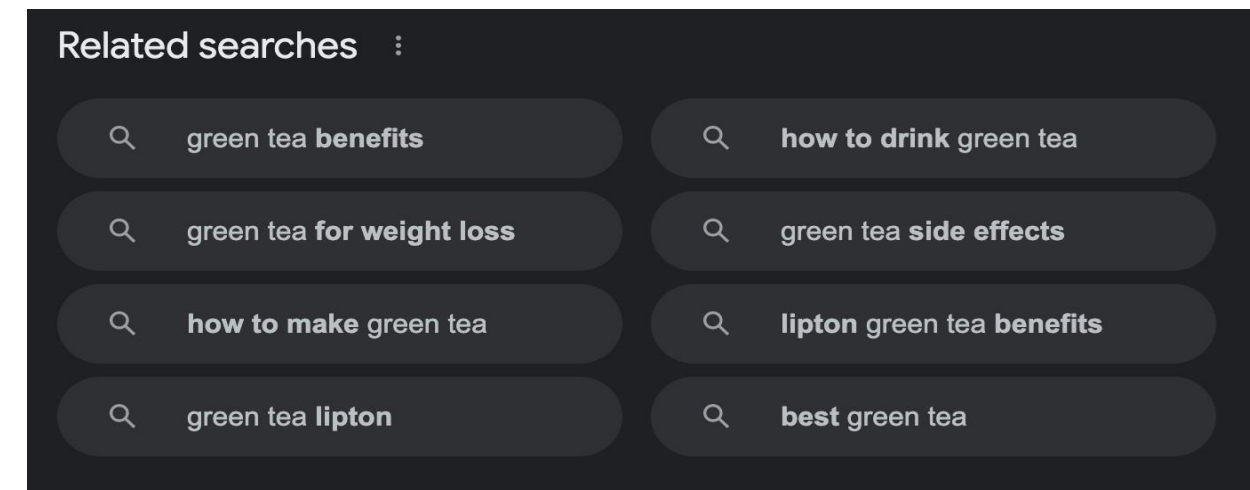 Related searches
green tea benefits
how to drink green tea
green tea for weight loss
green tea side effects
how to make green tea
lipton green tea benefits
green tea lipton
best green tea